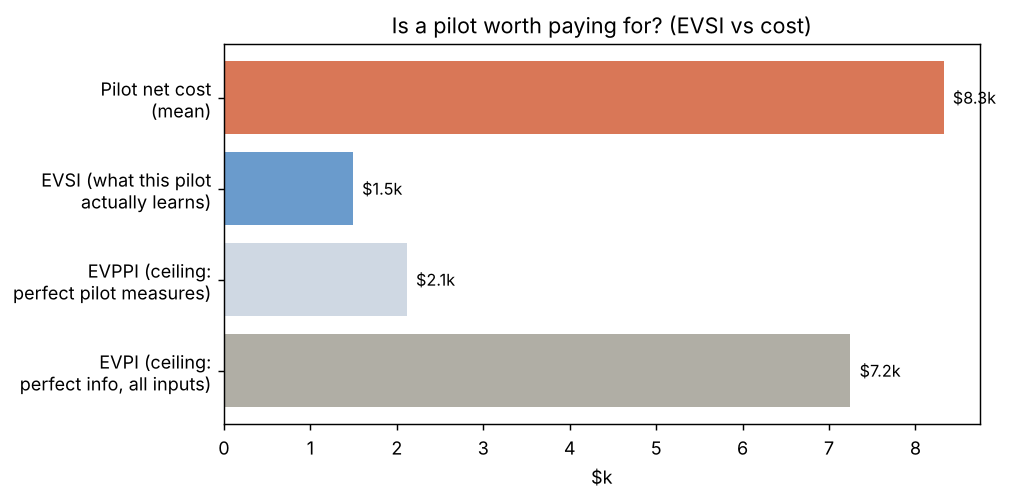 Is a pilot worth paying for? (EVSI vs cost)
Pilot net cost
(mean)
$8.3k
EVSI (what this pilot
actually learns)
$1.5k
EVPPI (ceiling:
perfect pilot measures)
$2.1k
EVPI (ceiling:
perfect info, all inputs)
$7.2k
0 1 2 3 4 5 6 7 8
$k